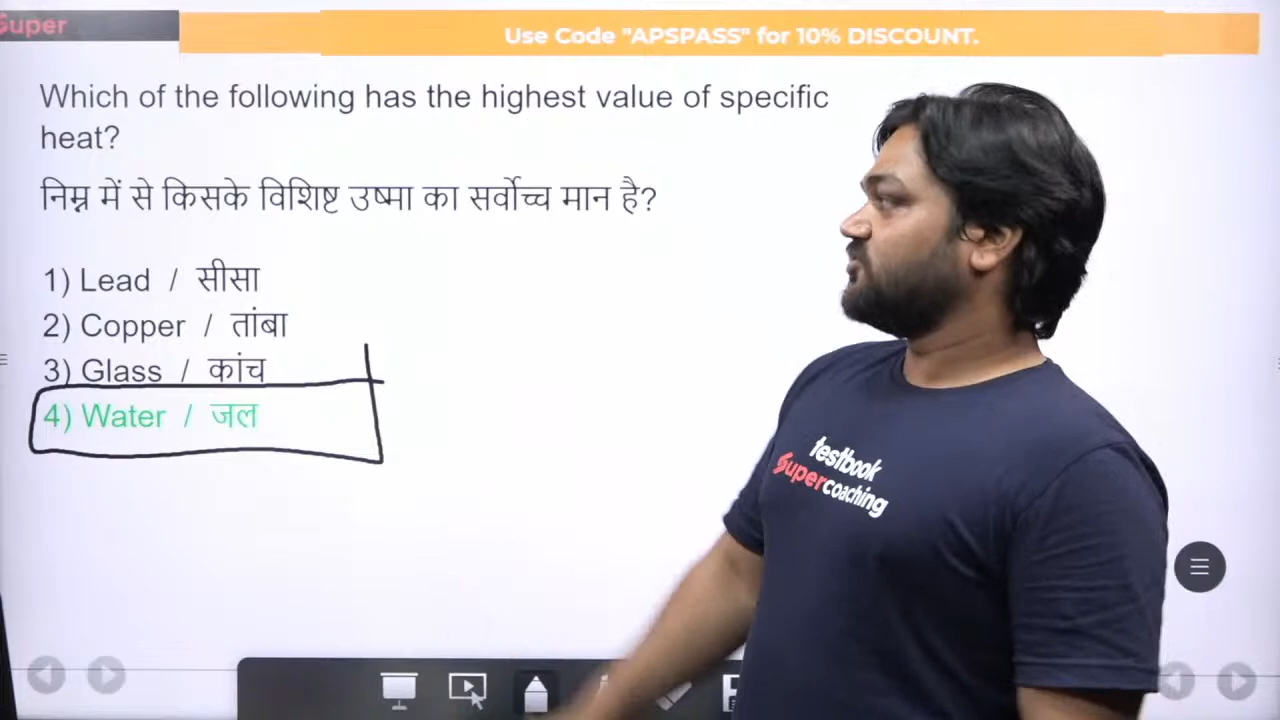 Super
Use Code "APSPASS" for 10% DISCOUNT.
Which of the following has the highest value of specific
heat?
निम्न में से किसके विशिष्ट उष्मा का सर्वोच्च मान है?
1) Lead / सीसा
2) Copper / तांबा
3) Glass / कांच
4) Water / जल
testbook
Supercoaching